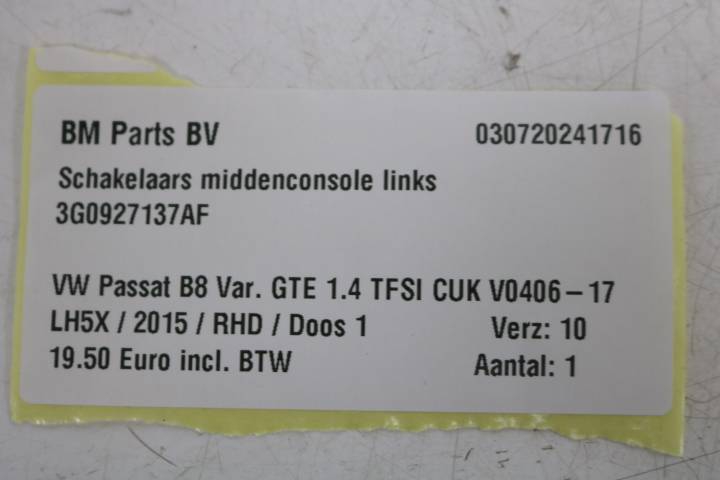 BM Parts BV 030720241716
Schakelaars middenconsole links
3G0927137AF
VW Passat B8 Var. GTE 1.4 TFSI CUK V0406-17
LH5X / 2015 / RHD / Doos 1 Verz: 10
19.50 Euro incl. BTW Aantal: 1